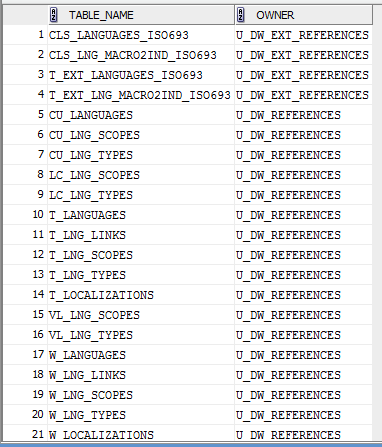 TABLE_NAME OWNER
1 CLS_LANGUAGES_ISO693 U_DW_EXT_REFERENCES
2 CLS_LNG_MACRO2IND_ISO693 U_DW_EXT_REFERENCES
3 T_EXT_LANGUAGES_ISO693 U_DW_EXT_REFERENCES
4 T_EXT_LNG_MACRO2IND_ISO693 U_DW_EXT_REFERENCES
5 CU_LANGUAGES U_DW_REFERENCES
6 CU_LNG_SCOPES U_DW_REFERENCES
7 CU_LNG_TYPES U_DW_REFERENCES
8 LC_LNG_SCOPES U_DW_REFERENCES
9 LC_LNG_TYPES U_DW_REFERENCES
10 T_LANGUAGES U_DW_REFERENCES
11 T_LNG_LINKS U_DW_REFERENCES
12 T_LNG_SCOPES U_DW_REFERENCES
13 T_LNG_TYPES U_DW_REFERENCES
14 T_LOCALIZATIONS U_DW_REFERENCES
15 VL_LNG_SCOPES U_DW_REFERENCES
16 VL_LNG_TYPES U_DW_REFERENCES
17 W_LANGUAGES U_DW_REFERENCES
18 W_LNG_LINKS U_DW_REFERENCES
19 W_LNG_SCOPES U_DW_REFERENCES
20 W_LNG_TYPES U_DW_REFERENCES
21 W_LOCALIZATIONS U_DW_REFERENCES